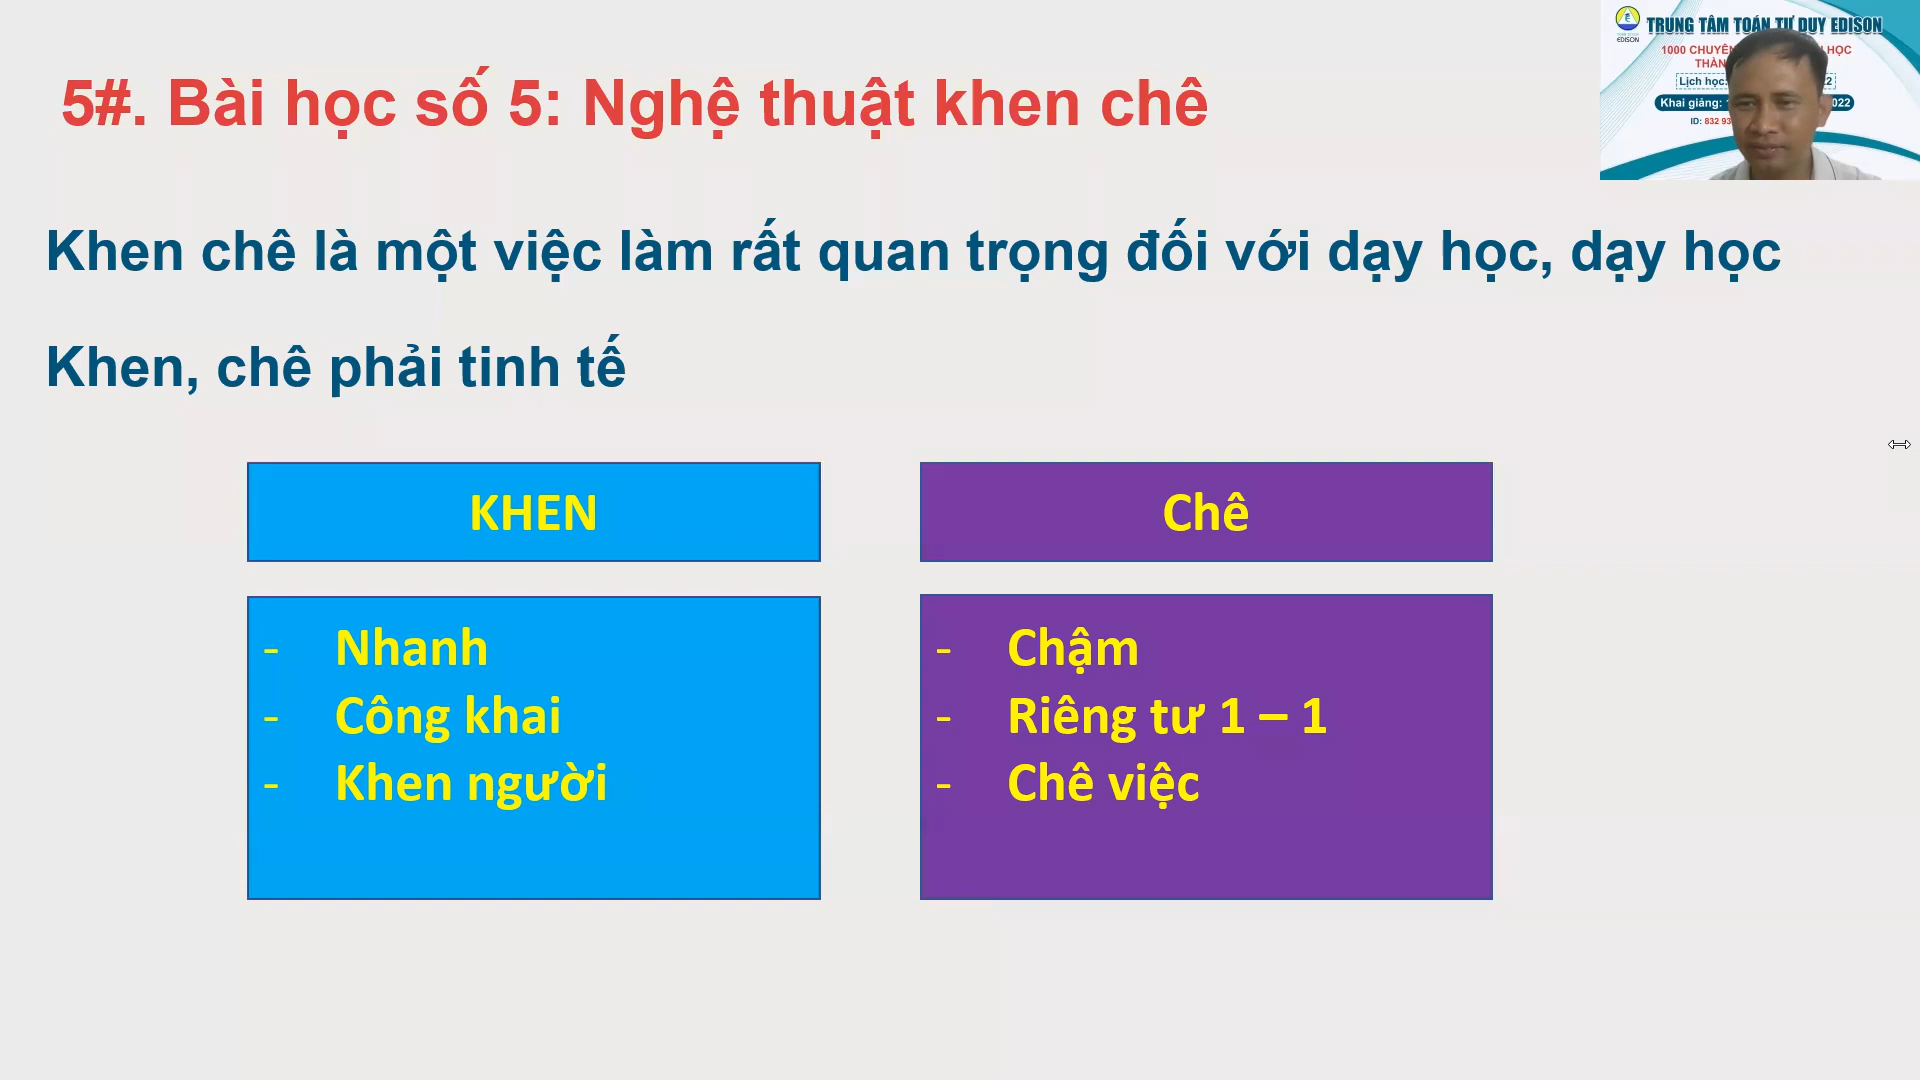 TRUNG TÂM TOÁN TƯ DUY EDISON
EDISON
1000 CHUYÊN HỌC
THÀN
Lịch học:
Khai giảng:
ID: 832 93
5#. Bài học số 5: Nghệ thuật khen chê
Khen chê là một việc làm rất quan trọng đối với dạy học, dạy học
Khen, chê phải tinh tế
KHEN
- Nhanh
- Công khai
- Khen người
Chê
- Chậm
- Riêng tư 1 – 1
- Chê việc